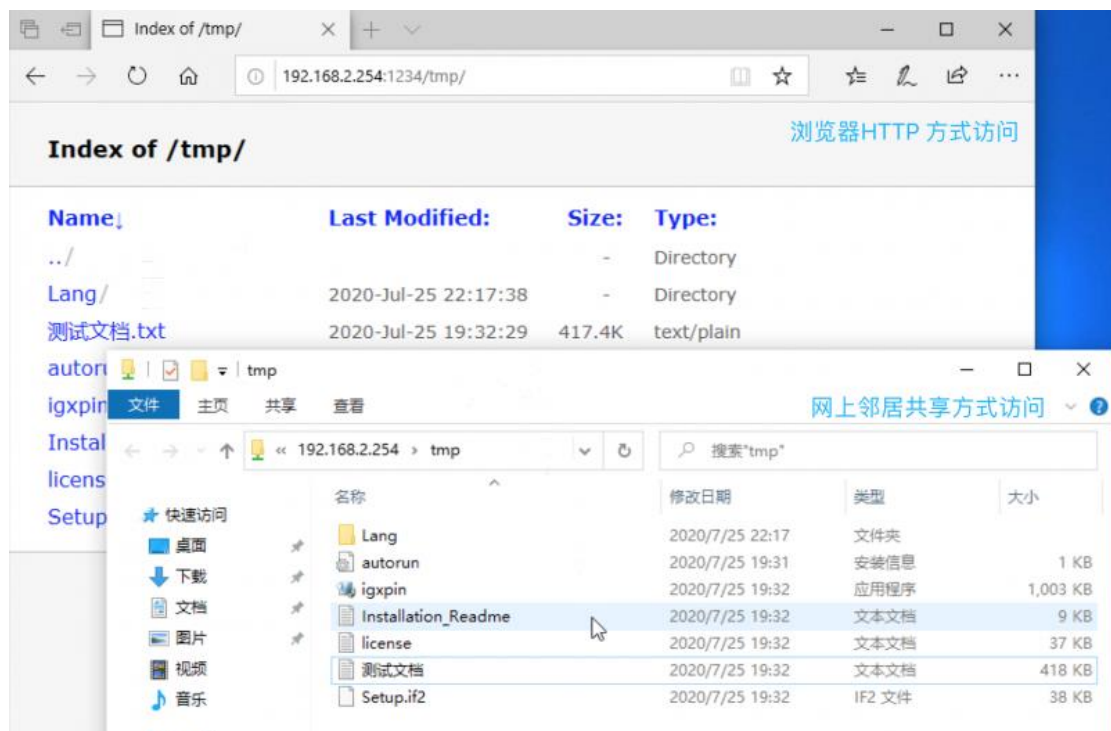 Index of /tmp/
192.168.2.254:1234/tmp/
浏览器HTTP 方式访问
Index of /tmp/
Name↓ Last Modified: Size: Type:
../ - Directory
Lang/ 2020-Jul-25 22:17:38 - Directory
测试文档.txt 2020-Jul-25 19:32:29 417.4K text/plain
autoru
igxpin
Instal
licens
Setup
tmp
文件 主页 共享 查看
网上邻居共享方式访问
« 192.168.2.254 › tmp
搜索"tmp"
名称 修改日期 类型 大小
快速访问
桌面
下载
文档
图片
视频
音乐
Lang 2020/7/25 22:17 文件夹
autorun 2020/7/25 19:31 安装信息 1 KB
igxpin 2020/7/25 19:32 应用程序 1,003 KB
Installation_Readme 2020/7/25 19:32 文本文档 9 KB
license 2020/7/25 19:32 文本文档 37 KB
测试文档 2020/7/25 19:32 文本文档 418 KB
Setup.if2 2020/7/25 19:32 IF2 文件 38 KB